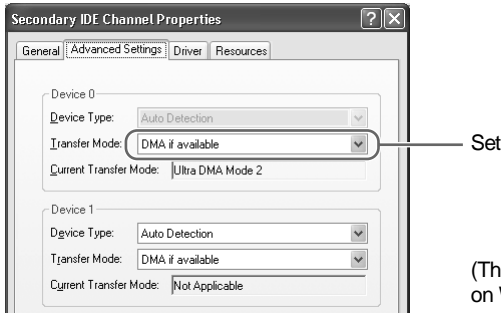 Secondary IDE Channel Properties
General Advanced Settings Driver Resources
Device 0
Device Type: Auto Detection
Transfer Mode: DMA if available
Current Transfer Mode: Ultra DMA Mode 2
Set
Device 1
Device Type: Auto Detection
Transfer Mode: DMA if available
Current Transfer Mode: Not Applicable
(Th
on